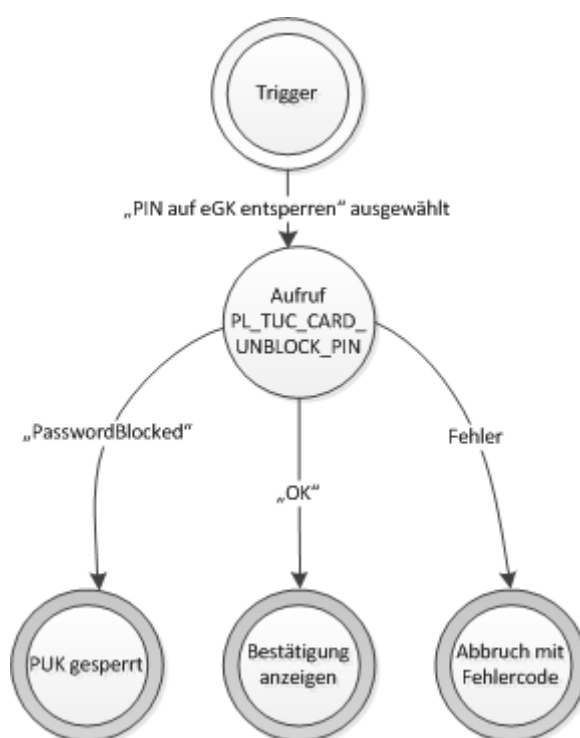 Trigger
„PIN auf eGK entsperren“ ausgewählt
Aufruf
PL_TUC_CARD_
UNBLOCK_PIN
„PasswordBlocked“
Fehler
„OK“
PUK gesperrt
Bestätigung
anzeigen
Abbruch mit
Fehlercode